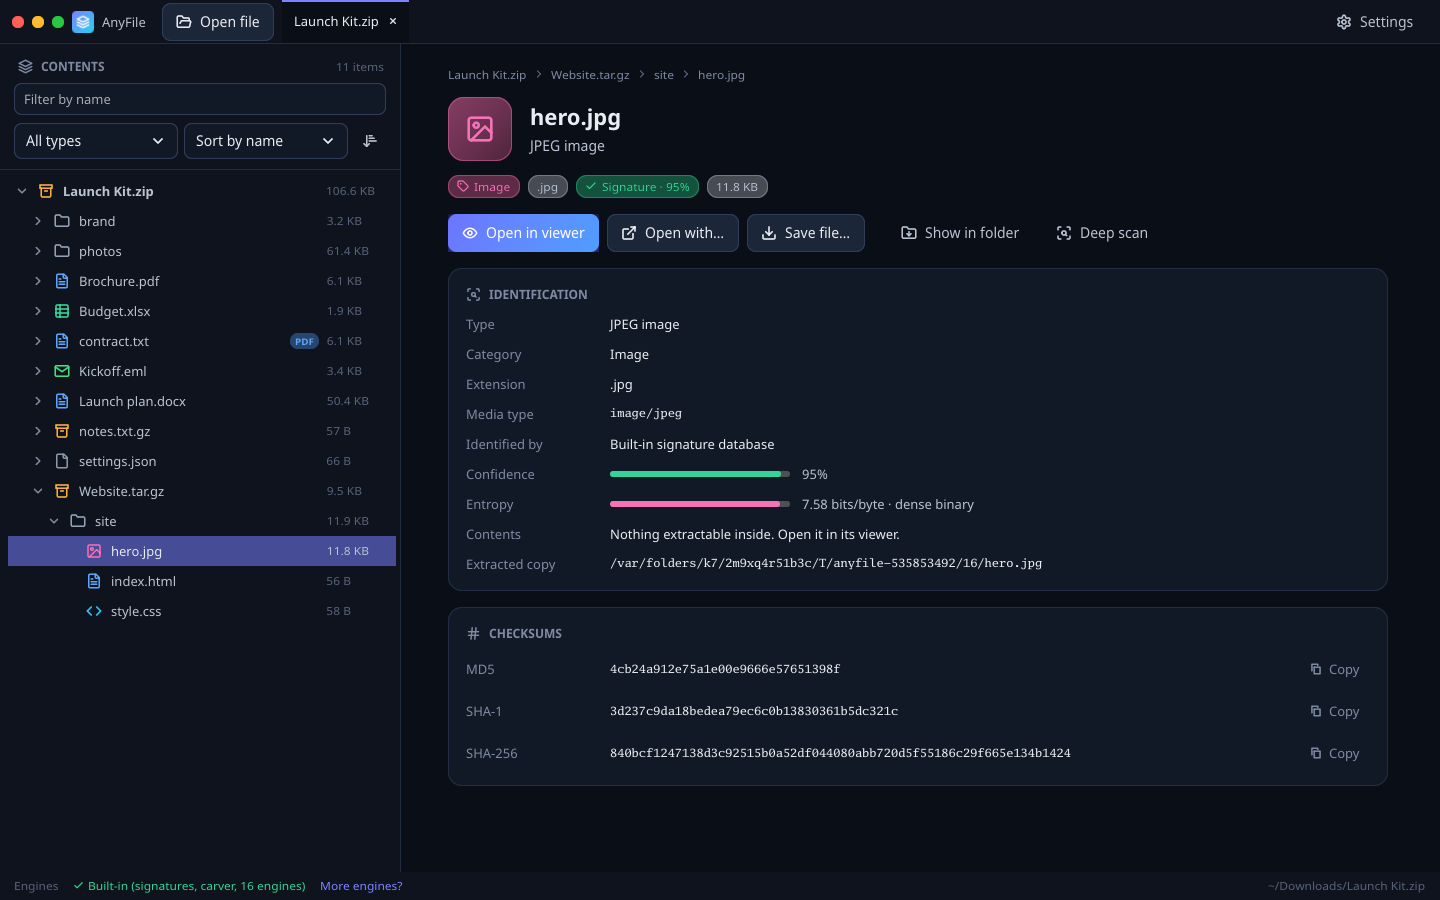 AnyFile
Open file
Launch Kit.zip ×
Settings
CONTENTS 11 items
Filter by name
All types
Sort by name
Launch Kit.zip 106.6 KB
brand 3.2 KB
photos 61.4 KB
Brochure.pdf 6.1 KB
Budget.xlsx 1.9 KB
contract.txt PDF 6.1 KB
Kickoff.eml 3.4 KB
Launch plan.docx 50.4 KB
notes.txt.gz 57 B
settings.json 66 B
Website.tar.gz 9.5 KB
site 11.9 KB
hero.jpg 11.8 KB
index.html 56 B
style.css 58 B
Launch Kit.zip > Website.tar.gz > site > hero.jpg
hero.jpg
JPEG image
Image .jpg Signature · 95% 11.8 KB
Open in viewer Open with... Save file... Show in folder Deep scan
IDENTIFICATION
Type JPEG image
Category Image
Extension .jpg
Media type image/jpeg
Identified by Built-in signature database
Confidence 95%
Entropy 7.58 bits/byte · dense binary
Contents Nothing extractable inside. Open it in its viewer.
Extracted copy /var/folders/k7/2m9xq4r51b3c/T/anyfile-535853492/16/hero.jpg
CHECKSUMS
MD5 4cb24a912e75a1e00e9666e57651398f Copy
SHA-1 3d237c9da18bedea79ec6c0b13830361b5dc321c Copy
SHA-256 840bcf1247138d3c92515b0a52df044080abb720d5f55186c29f665e134b1424 Copy
Engines Built-in (signatures, carver, 16 engines) More engines? ~/Downloads/Launch Kit.zip